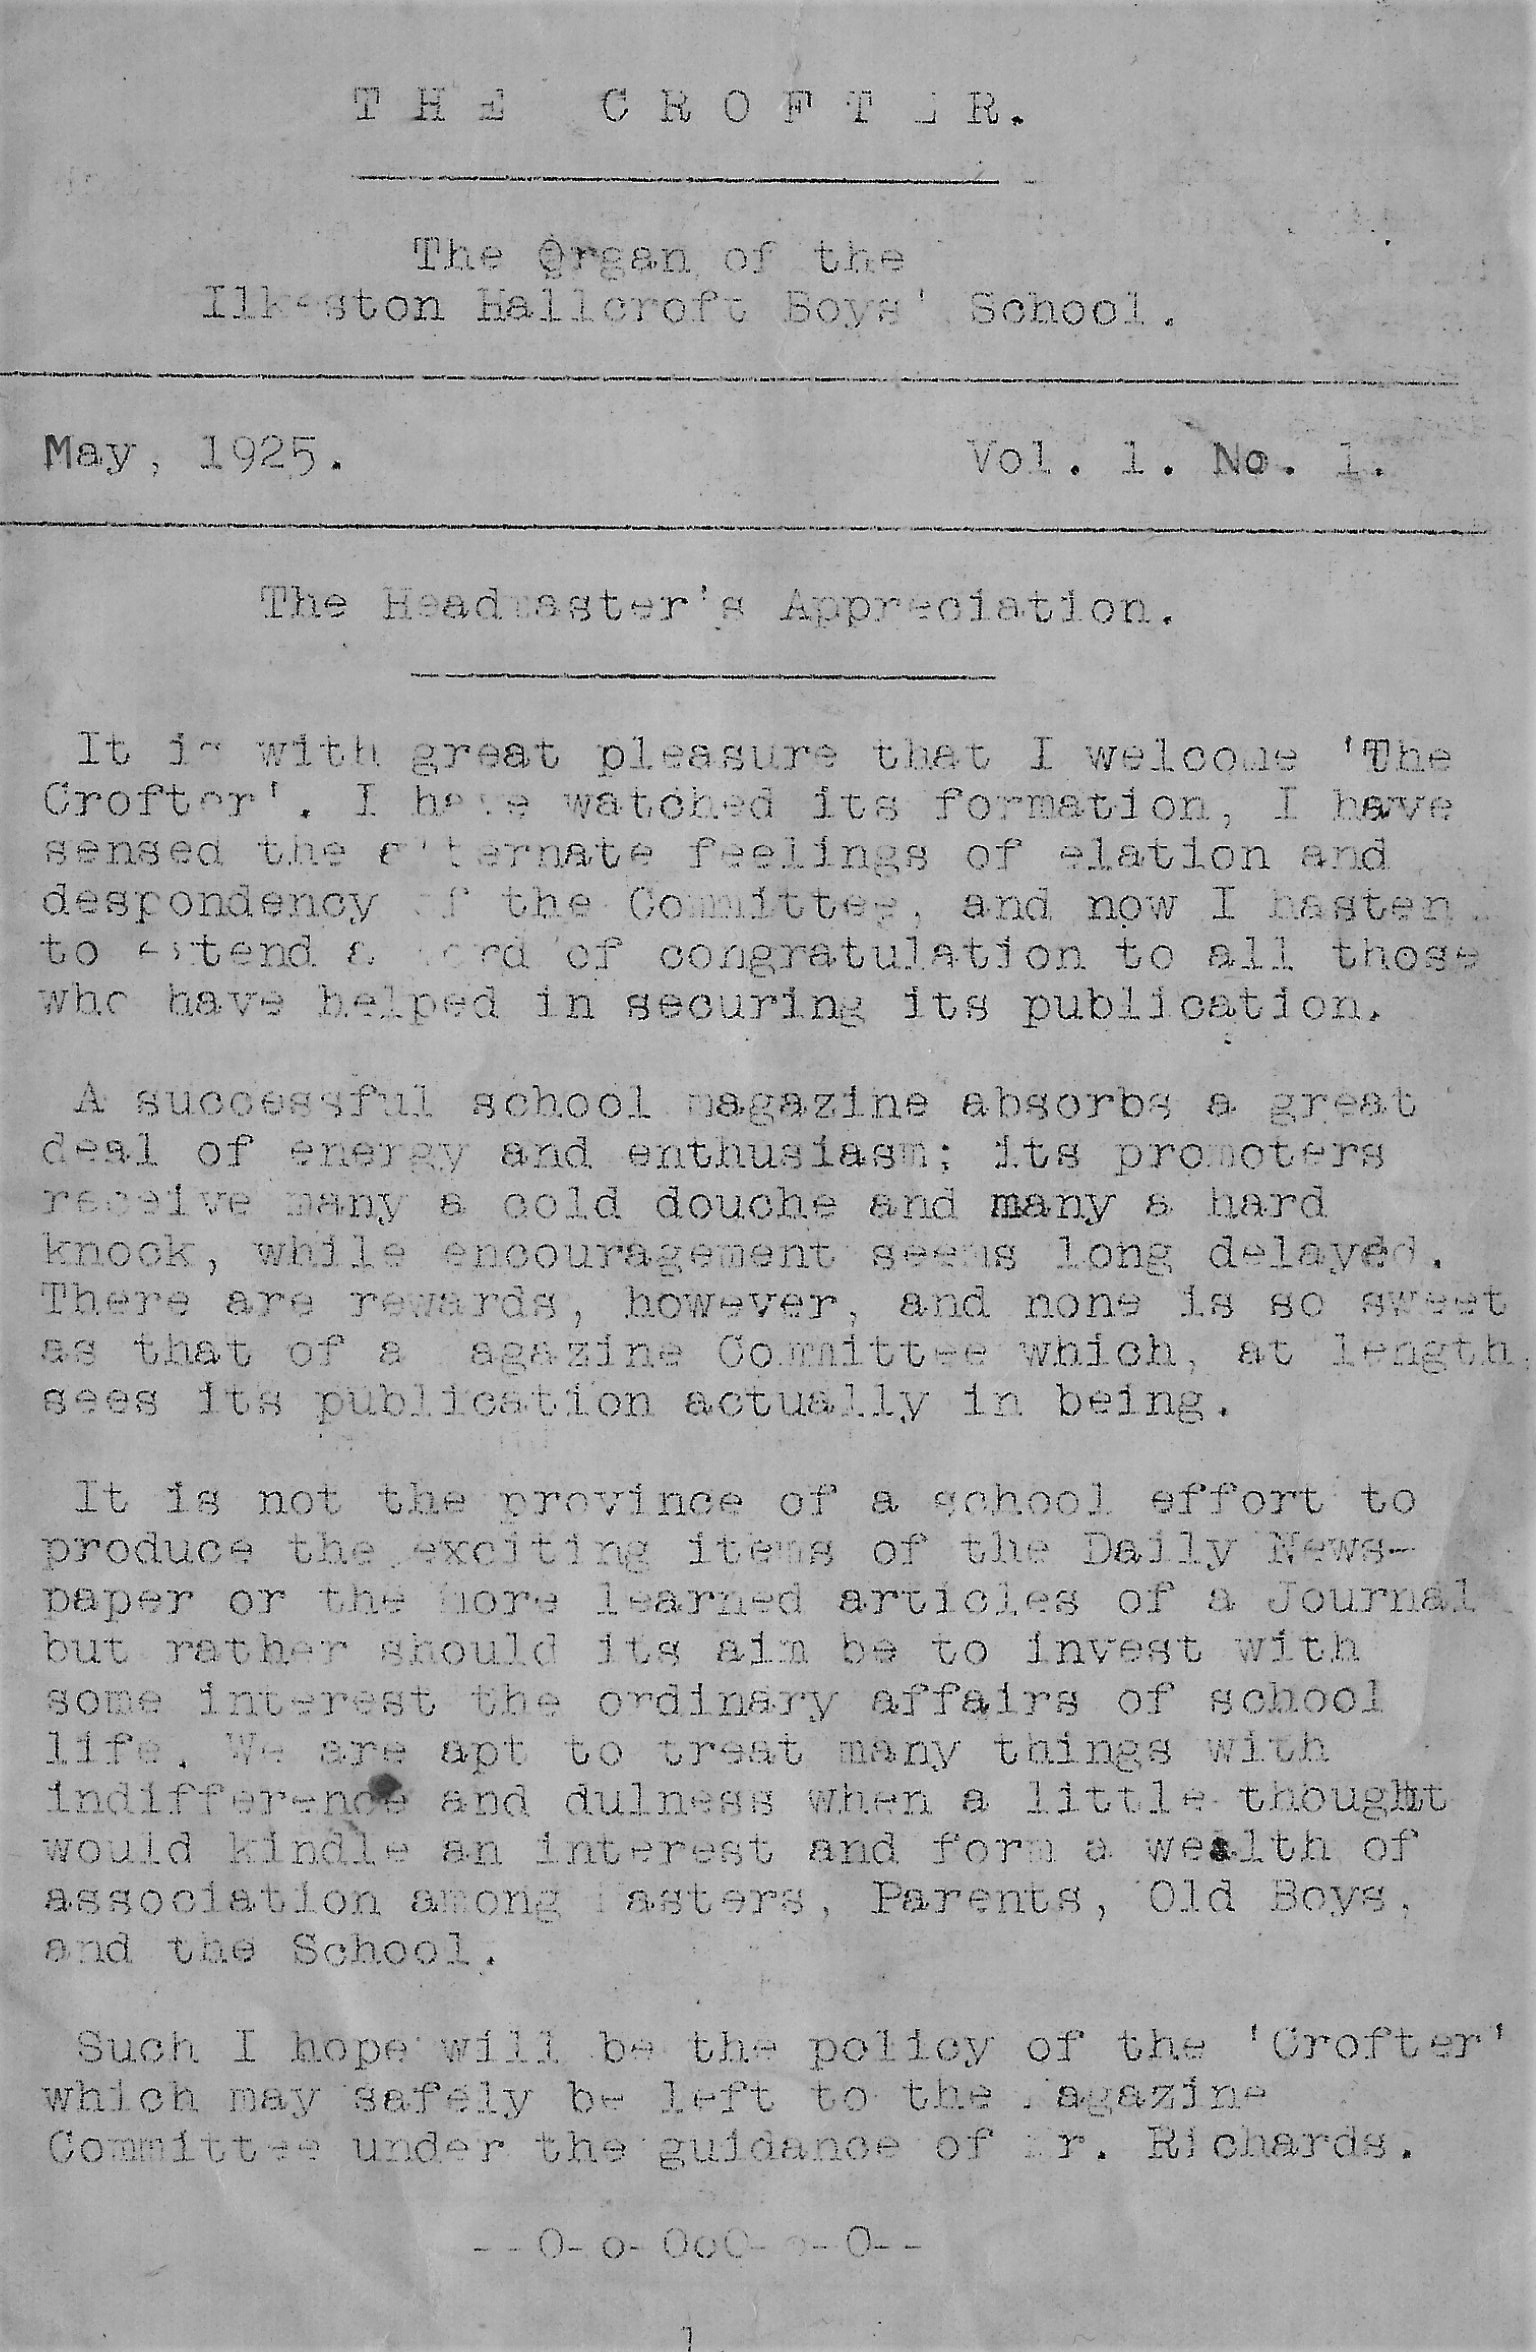 THE CROFTER.
The Organ of the
Ilkeston Hallcroft Boys' School.
May, 1925. Vol. 1. No. 1.
The Headmaster's Appreciation.
It is with great pleasure that I welcome 'The
Crofter'. I have watched its formation, I have
sensed the alternate feelings of elation and
despondency of the Committee, and now I hasten
to extend a word of congratulation to all those
who have helped in securing its publication.
A successful school magazine absorbs a great
deal of energy and enthusiasm; its promoters
receive many a cold douche and many a hard
knock, while encouragement seems long delayed.
There are rewards, however, and none is so sweet
as that of a Magazine Committee which, at length,
sees its publication actually in being.
It is not the province of a school effort to
produce the exciting items of the Daily News-
paper or the more learned articles of a Journal
but rather should its aim be to invest with
some interest the ordinary affairs of school
life. We are apt to treat many things with
indifference and dulness when a little thought
would kindle an interest and form a wealth of
association among Masters, Parents, Old Boys,
and the School.
Such I hope will be the policy of the 'Crofter'
which may safely be left to the Magazine
Committee under the guidance of Mr. Richards.
--O-o-OoO-o-O--
1